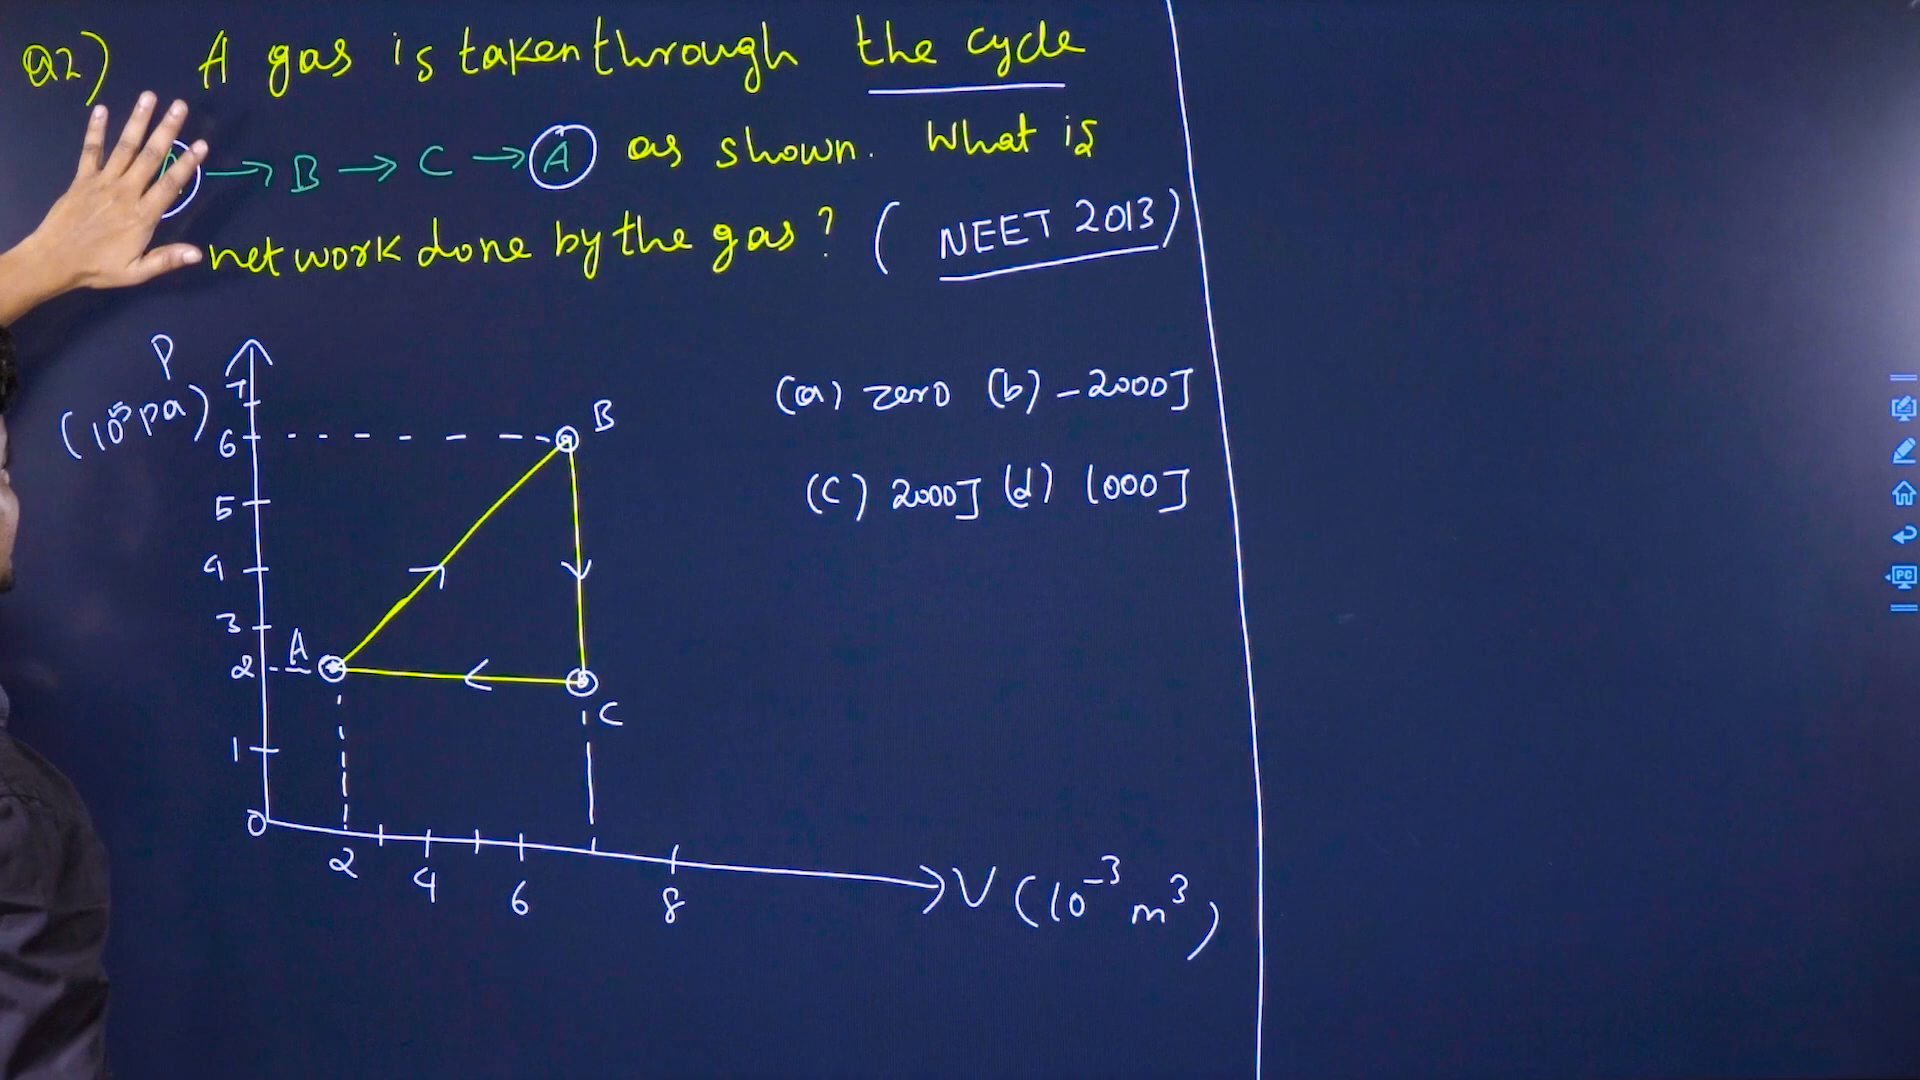 Q2) A gas is taken through the cycle
→ B → C → A as shown. What is
net work done by the gas? (NEET 2013)
P
(10⁵ pa)
7
6
5
4
3
2
1
0
A
B
C
2 4 6 8
V (10⁻³ m³)
(a) zero (b) -2000J
(c) 2000J (d) 1000J
PC